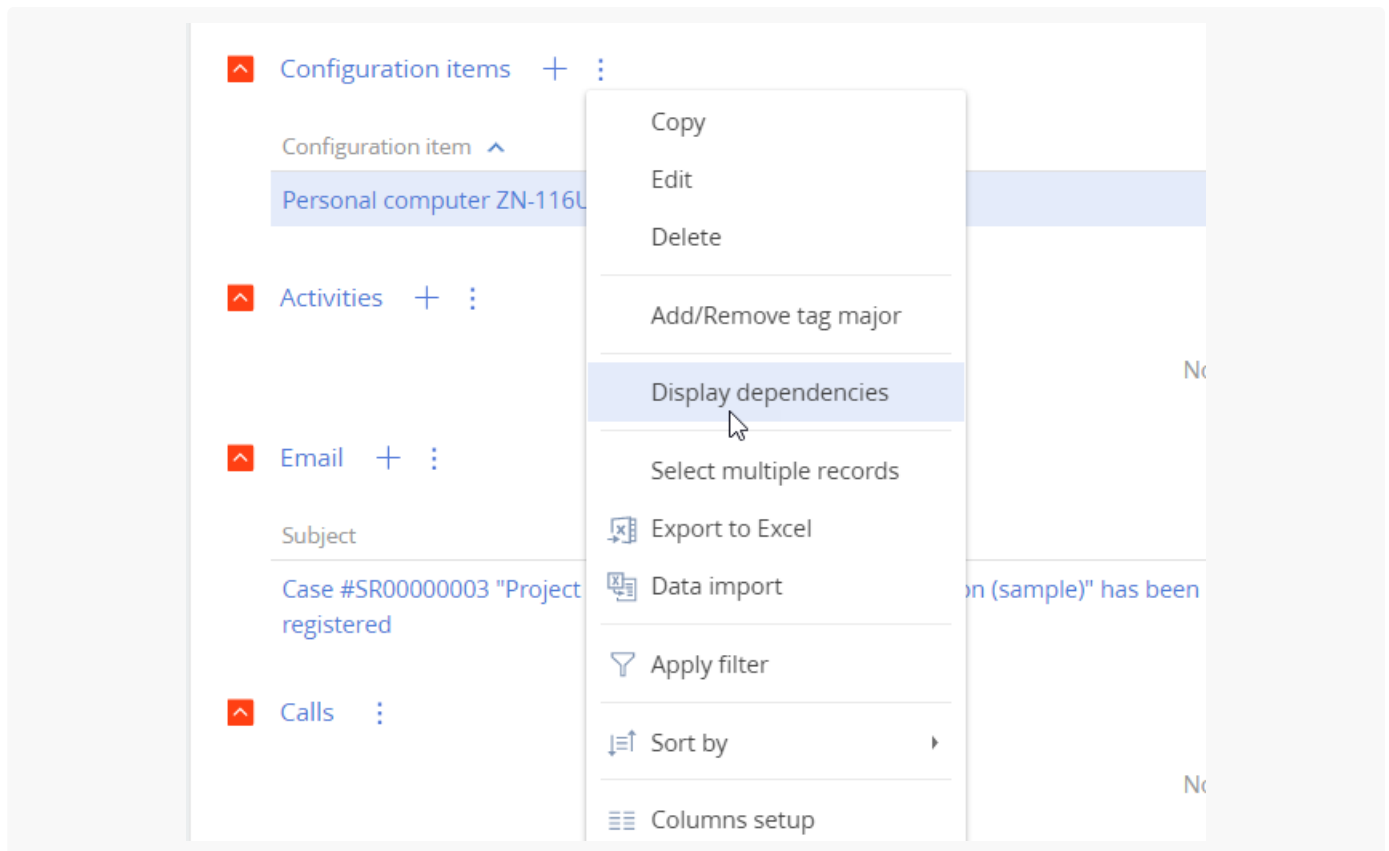 Configuration items
Copy
Configuration item
Edit
Personal computer ZN-116U
Delete
Activities
Add/Remove tag major
No
Display dependencies
Email
Select multiple records
Subject
Export to Excel
Data import
Case #SR00000003 "Project on (sample)" has been
registered
Apply filter
Calls
Sort by
No
Columns setup